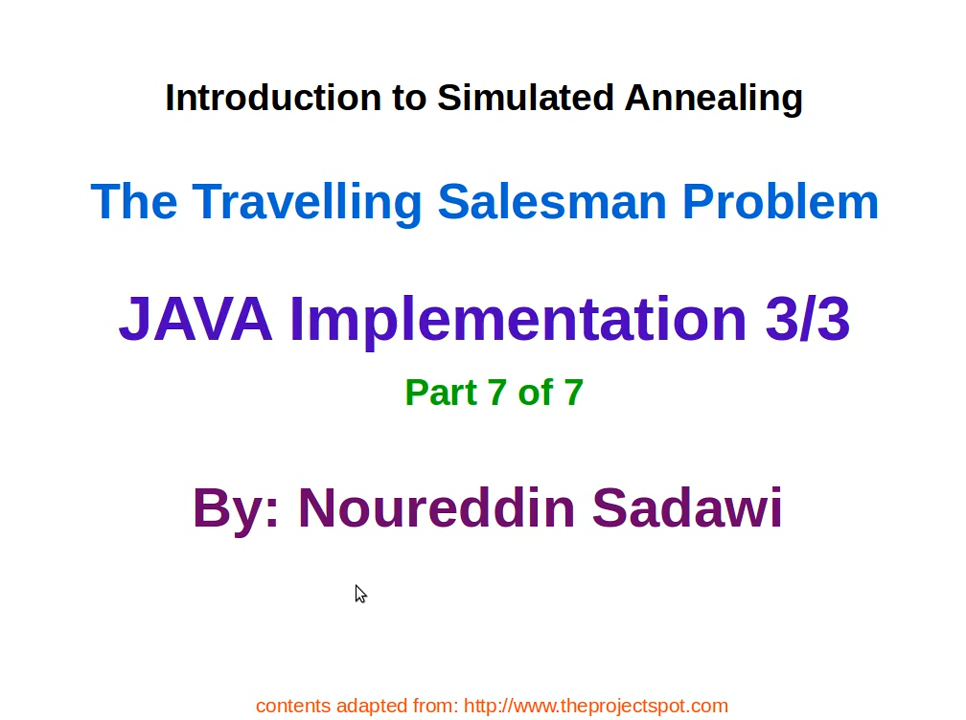 Introduction to Simulated Annealing
The Travelling Salesman Problem
JAVA Implementation 3/3
Part 7 of 7
By: Noureddin Sadawi
contents adapted from: http://www.theprojectspot.com